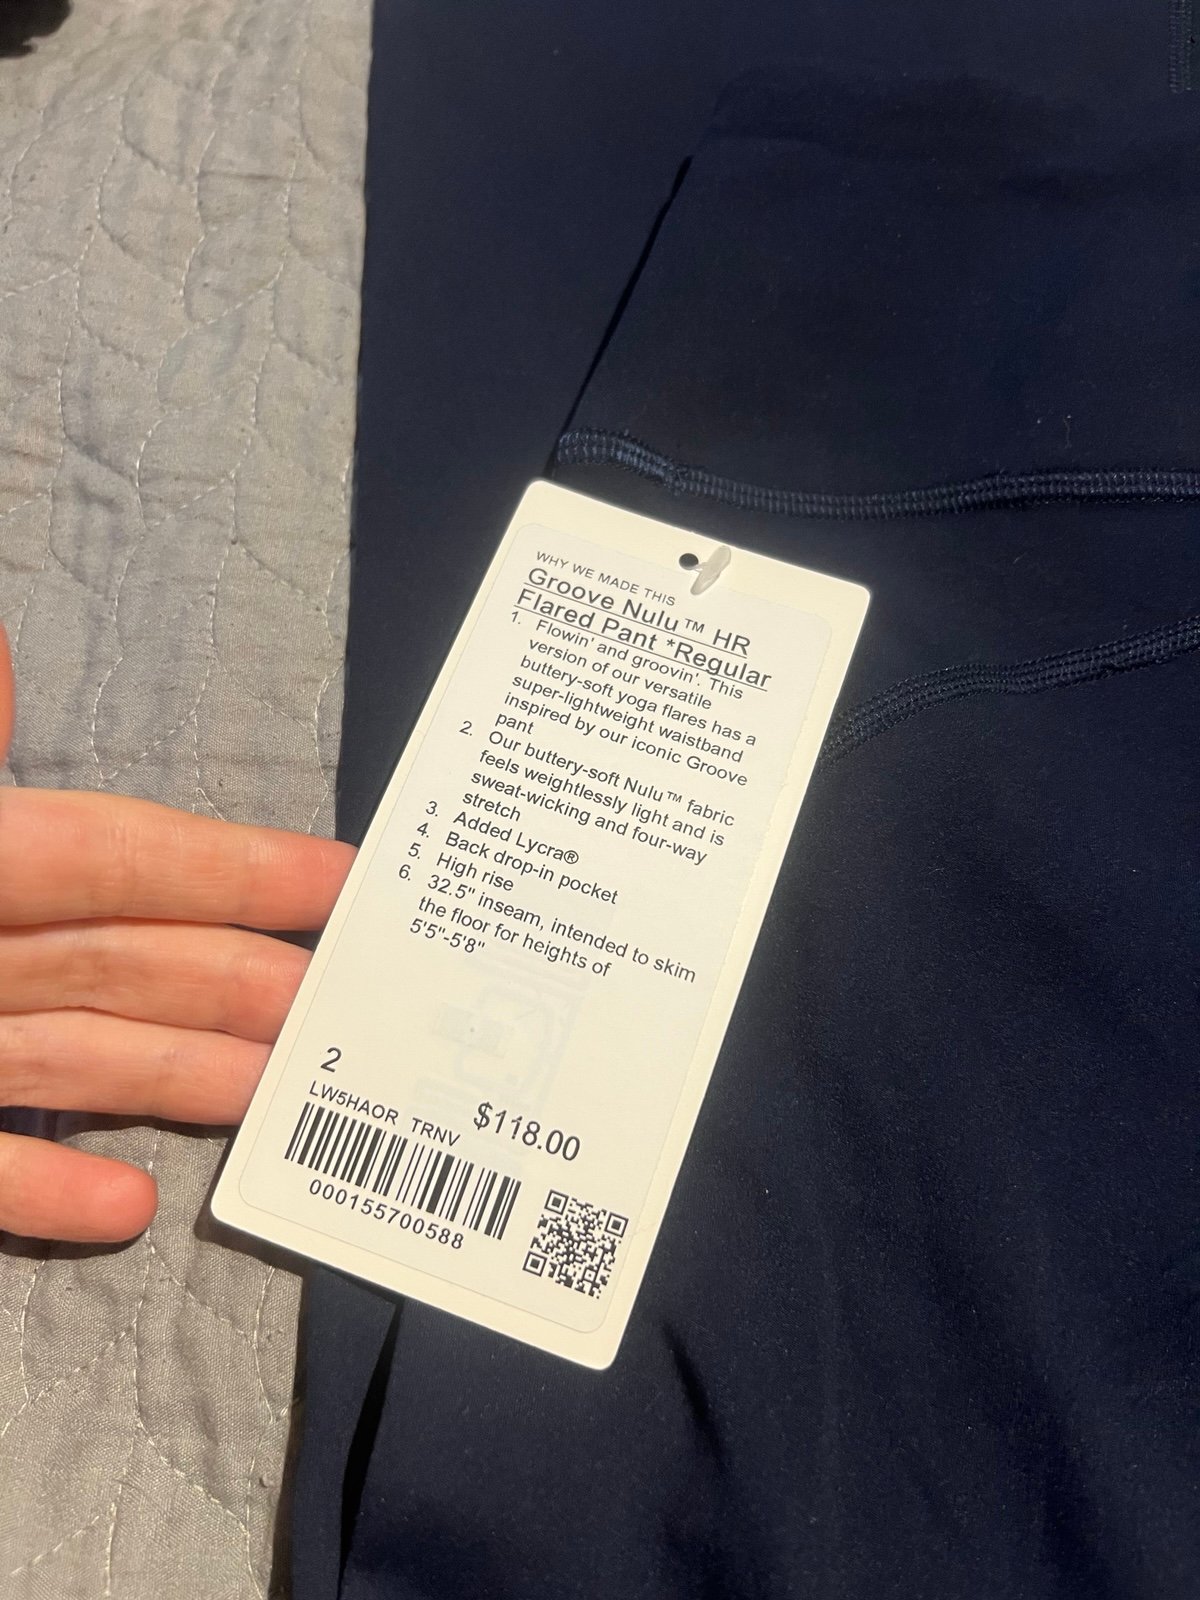 WHY WE MADE THIS
Groove Nulu™ HR
Flared Pant *Regular
1. Flowin' and groovin'. This
version of our versatile
buttery-soft yoga flares has a
super-lightweight waistband
inspired by our iconic Groove
pant
2. Our buttery-soft Nulu™ fabric
feels weightlessly light and is
sweat-wicking and four-way
stretch
3. Added Lycra®
4. Back drop-in pocket
5. High rise
6. 32.5" inseam, intended to skim
the floor for heights of
5'5"-5'8"
2
LW5HAOR TRNV
$118.00
000155700588